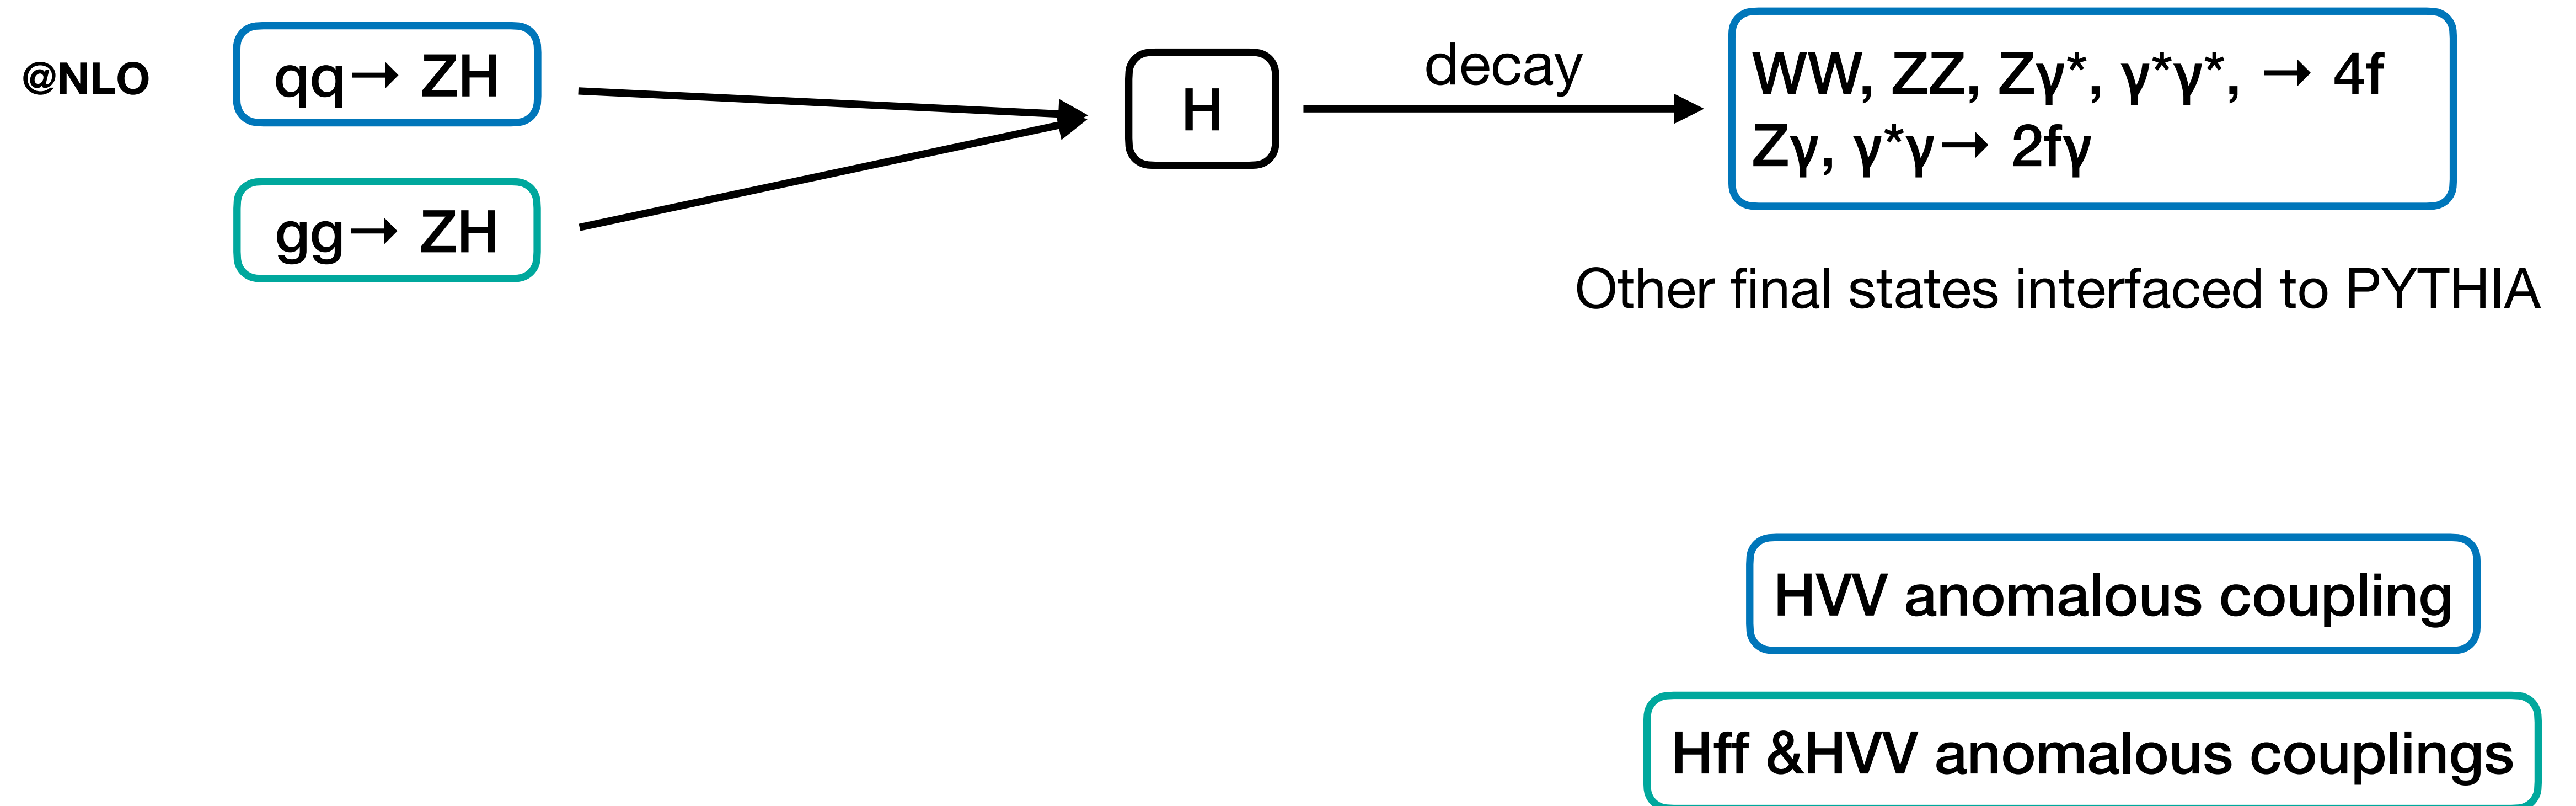 @NLO
qq→ ZH
gg→ ZH
H
decay
WW, ZZ, Zγ*, γ*γ*, → 4f
Zγ, γ*γ→ 2fγ
Other final states interfaced to PYTHIA
HVV anomalous coupling
Hff &HVV anomalous couplings